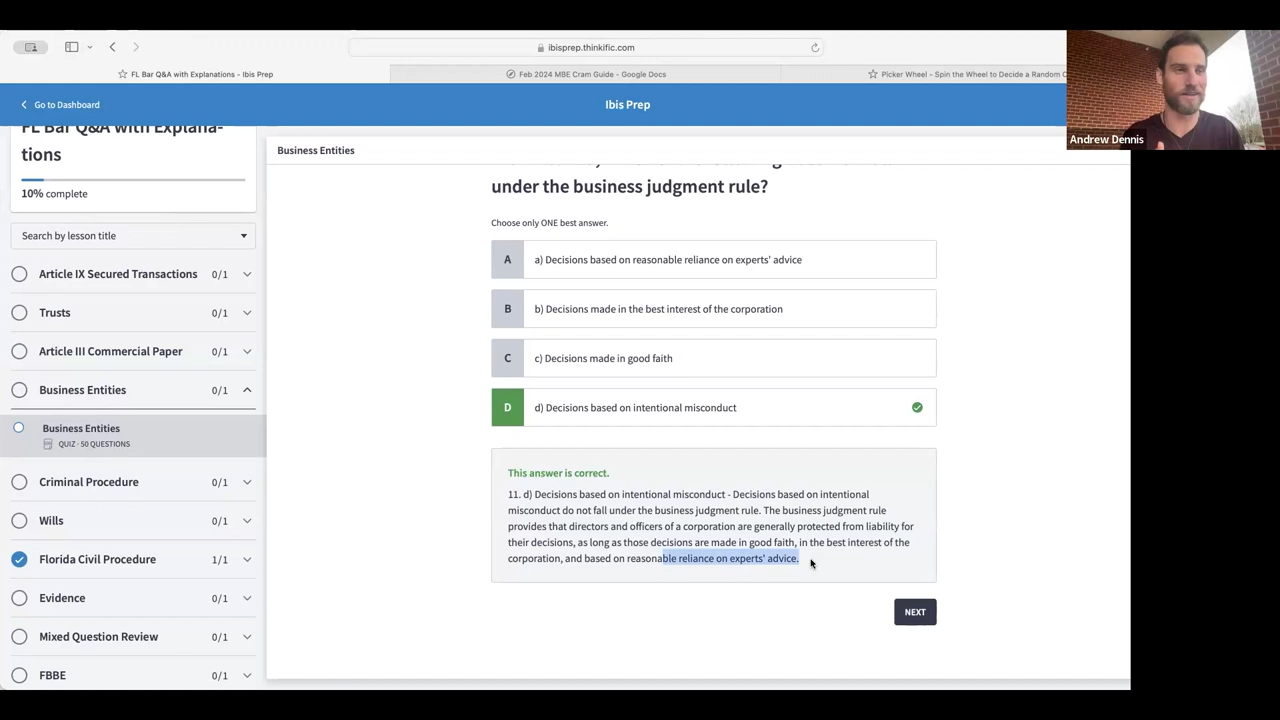 ibisprep.thinkific.com
FL Bar Q&A with Explanations - Ibis Prep
Feb 2024 MBE Cram Guide - Google Docs
Picker Wheel - Spin the Wheel to Decide a Random
Go to Dashboard
Ibis Prep
Andrew Dennis
FL Bar Q&A with Explana-
tions
10% complete
Search by lesson title
Article IX Secured Transactions 0/1
Trusts 0/1
Article III Commercial Paper 1/1
Business Entities 0/1
Business Entities
QUIZ · 50 QUESTIONS
Criminal Procedure 0/1
Wills 0/1
Florida Civil Procedure 1/1
Evidence 0/1
Mixed Question Review 0/1
FBBE 0/1
Business Entities
under the business judgment rule?
Choose only ONE best answer.
A a) Decisions based on reasonable reliance on experts' advice
B b) Decisions made in the best interest of the corporation
C c) Decisions made in good faith
D d) Decisions based on intentional misconduct
This answer is correct.
11. d) Decisions based on intentional misconduct - Decisions based on intentional
misconduct do not fall under the business judgment rule. The business judgment rule
provides that directors and officers of a corporation are generally protected from liability for
their decisions, as long as those decisions are made in good faith, in the best interest of the
corporation, and based on reasonable reliance on experts' advice.
NEXT